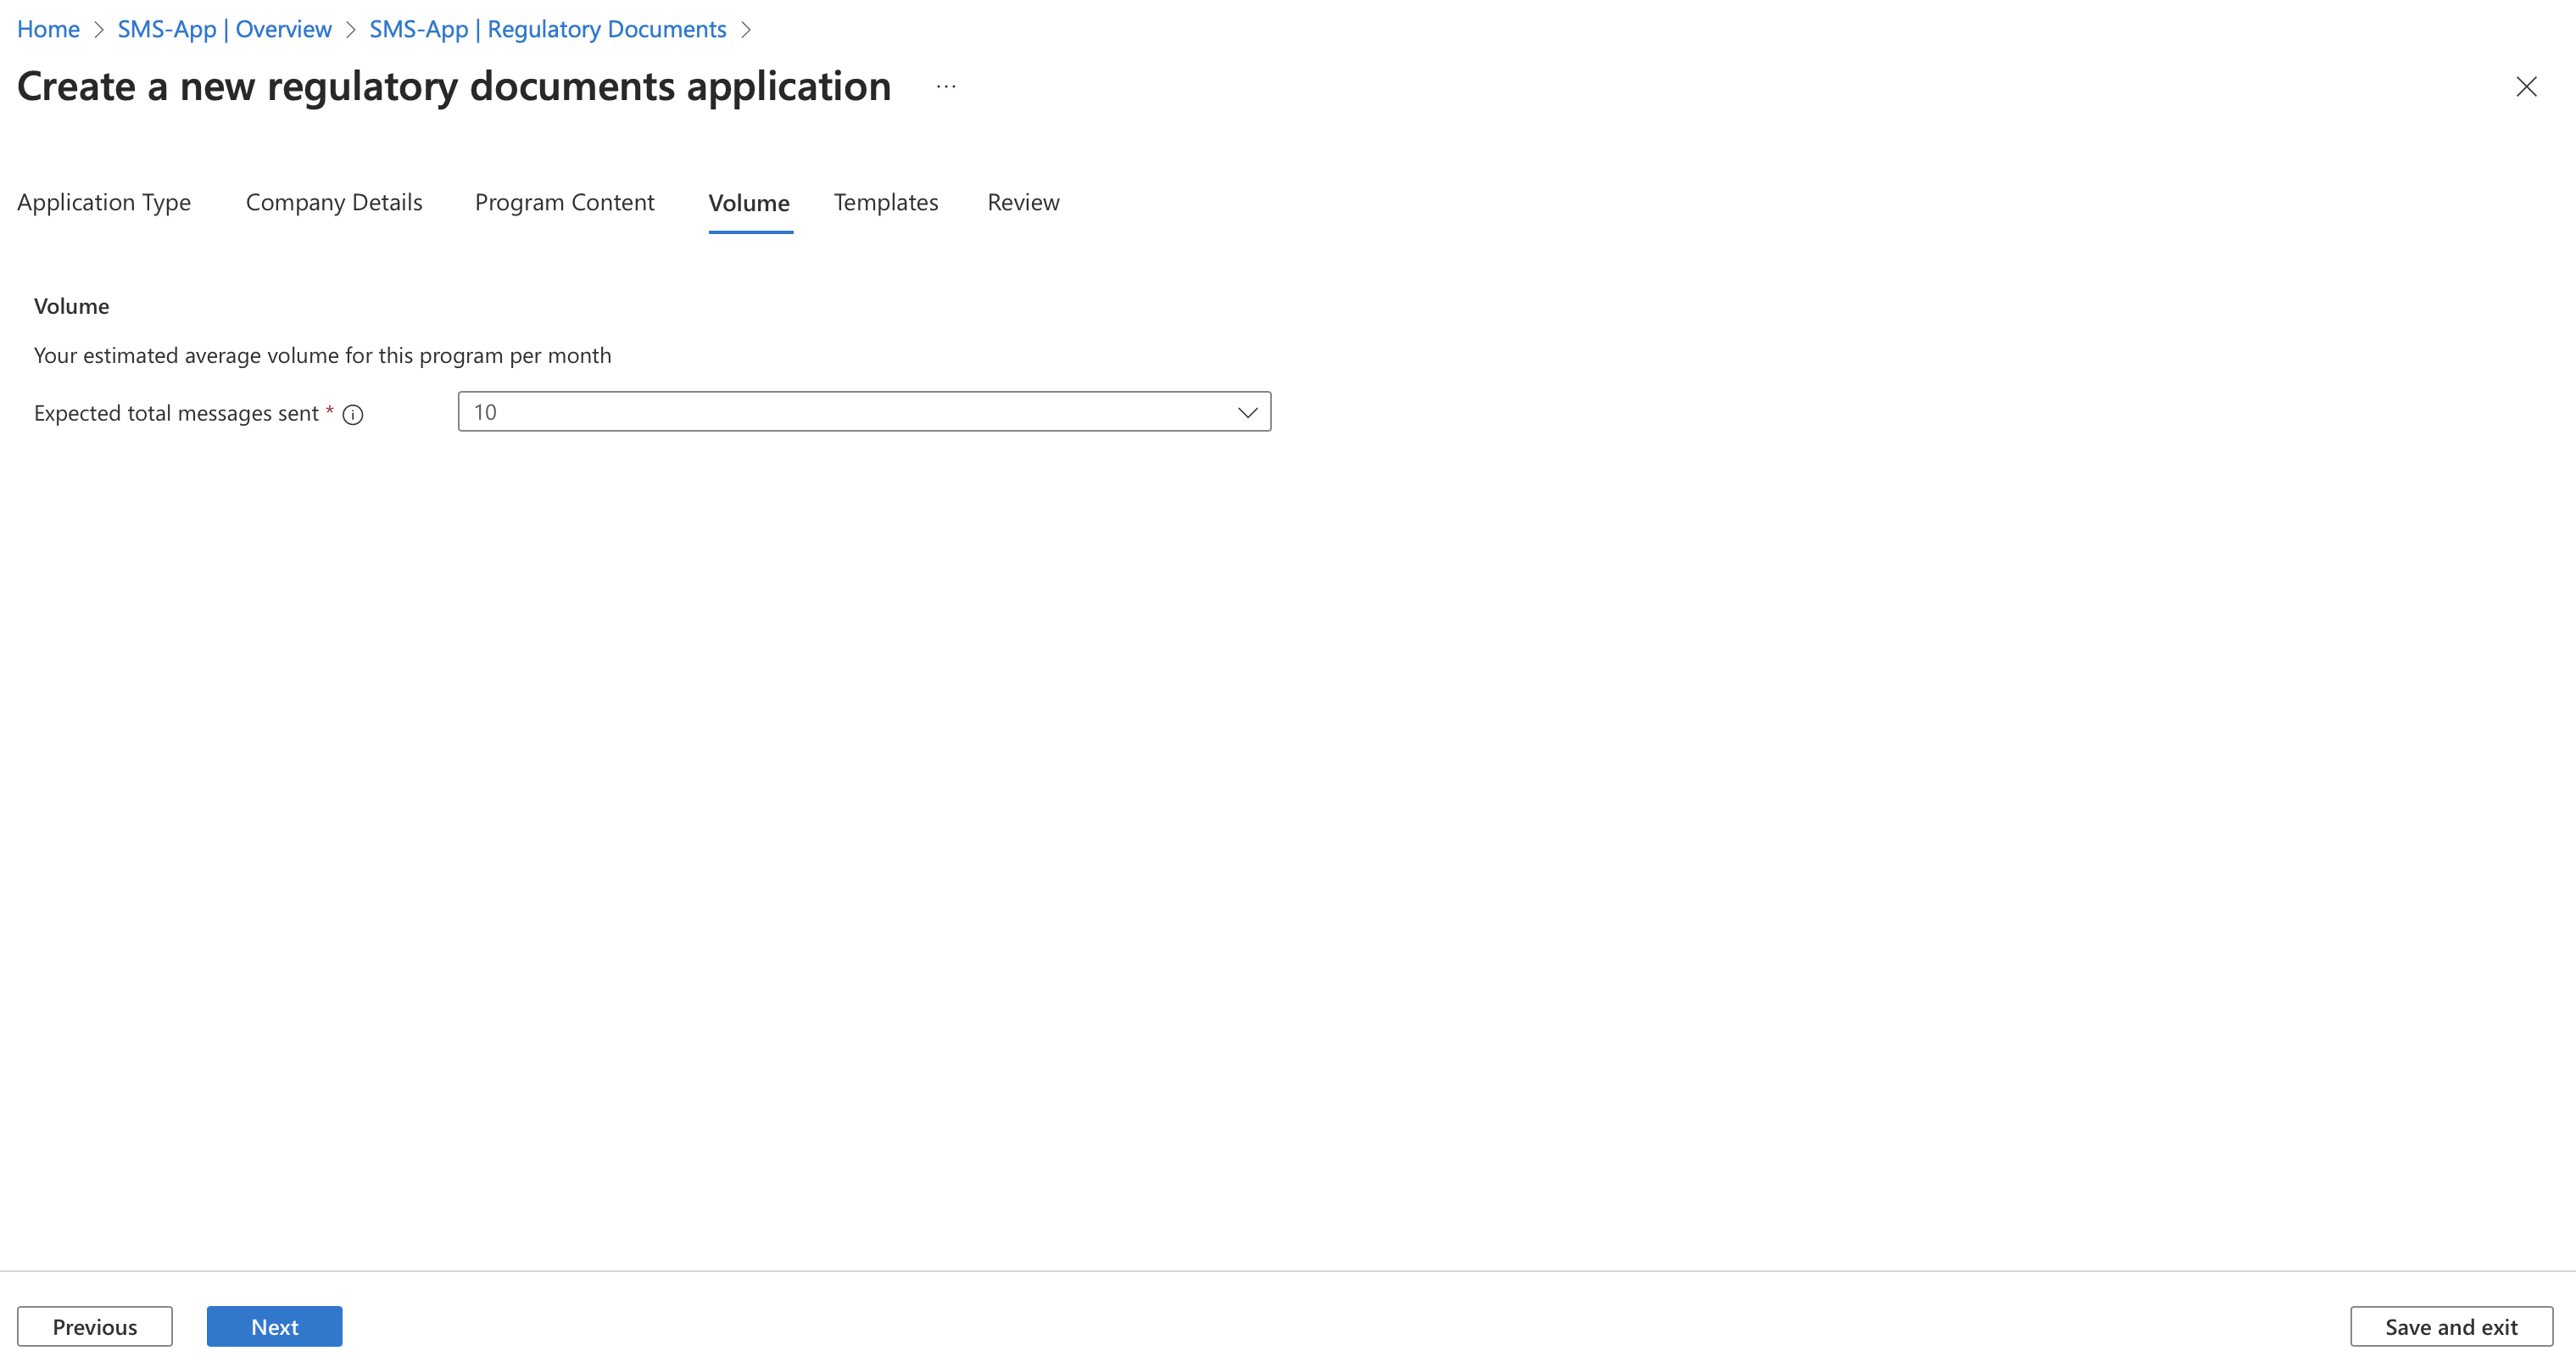 Home > SMS-App | Overview > SMS-App | Regulatory Documents >
Create a new regulatory documents application ...
Application Type Company Details Program Content Volume Templates Review
Volume
Your estimated average volume for this program per month
Expected total messages sent * 10
Previous Next Save and exit